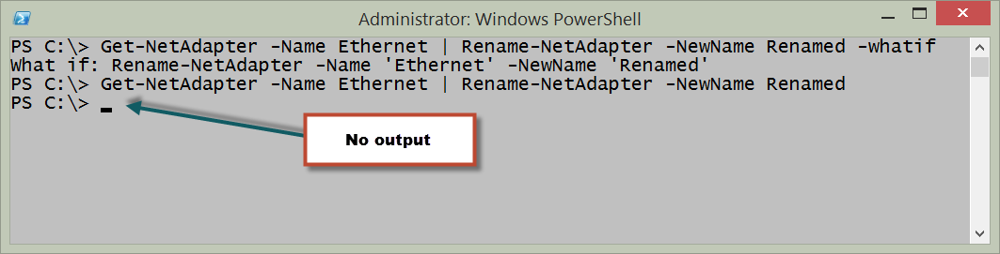 Administrator: Windows PowerShell
PS C:\> Get-NetAdapter -Name Ethernet | Rename-NetAdapter -NewName Renamed -whatif
What if: Rename-NetAdapter -Name 'Ethernet' -NewName 'Renamed'
PS C:\> Get-NetAdapter -Name Ethernet | Rename-NetAdapter -NewName Renamed
PS C:\>
No output